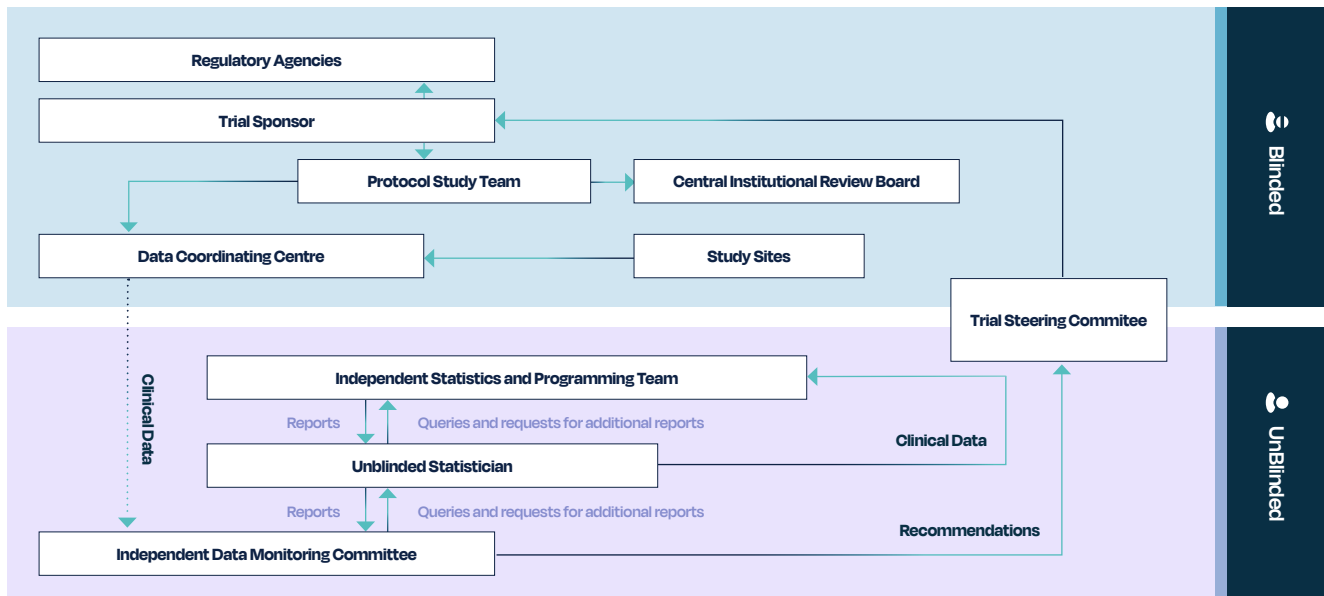 Regulatory Agencies
Trial Sponsor
Protocol Study Team
Central Institutional Review Board
Data Coordinating Centre
Study Sites
Trial Steering Commitee
Blinded
Clinical Data
Independent Statistics and Programming Team
Reports
Queries and requests for additional reports
Clinical Data
Unblinded Statistician
Reports
Queries and requests for additional reports
Recommendations
Independent Data Monitoring Committee
UnBlinded